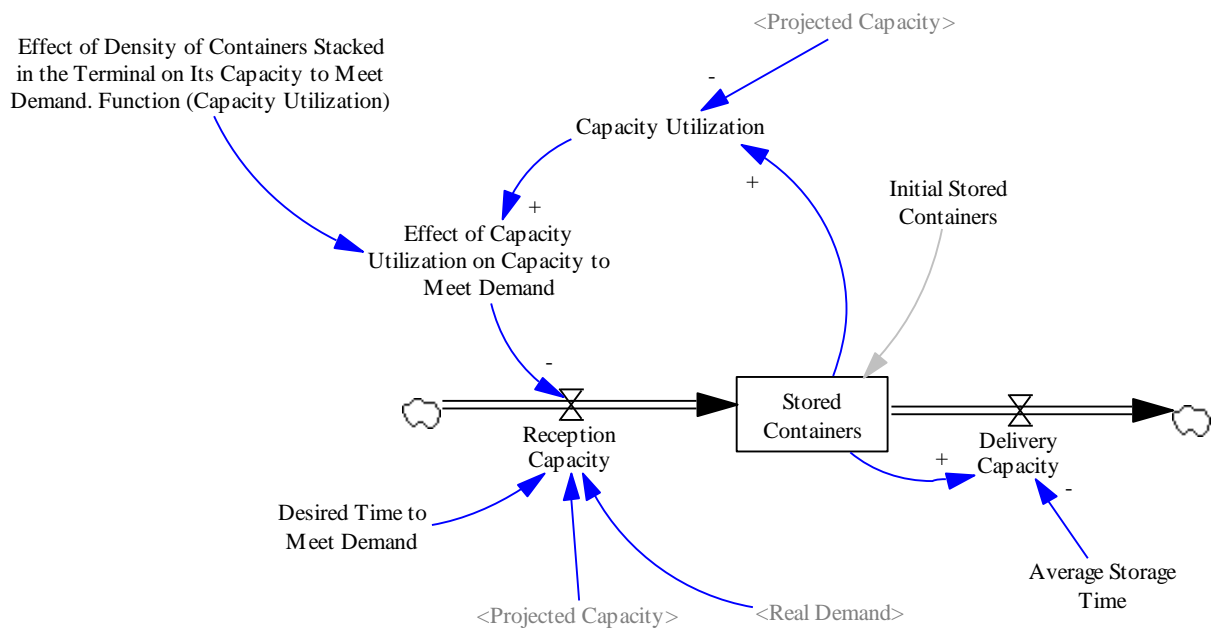 <Projected Capacity>
Effect of Density of Containers Stacked
in the Terminal on Its Capacity to Meet
Demand. Function (Capacity Utilization)
-
Capacity Utilization
+
Initial Stored
Containers
+
Effect of Capacity
Utilization on Capacity to
Meet Demand
-
Stored
Containers
Reception
Capacity
Delivery
Capacity
+
-
Desired Time to
Meet Demand
Average Storage
Time
<Projected Capacity>
<Real Demand>